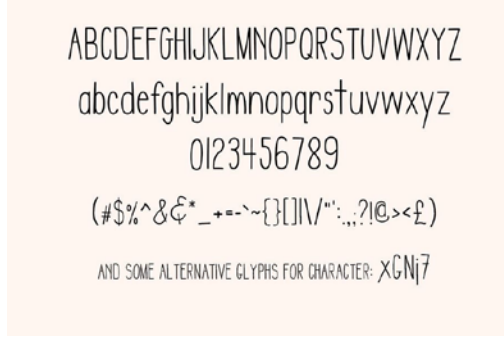 ABCDEFGHIJKLMNOPQRSTUVWXYZ
abcdefghijklmnopqrstuvwxyz
0123456789
(#$%^&&*_+=-`~{}[]|\/"':.,;?!@><£)
AND SOME ALTERNATIVE GLYPHS FOR CHARACTER: XGNj7